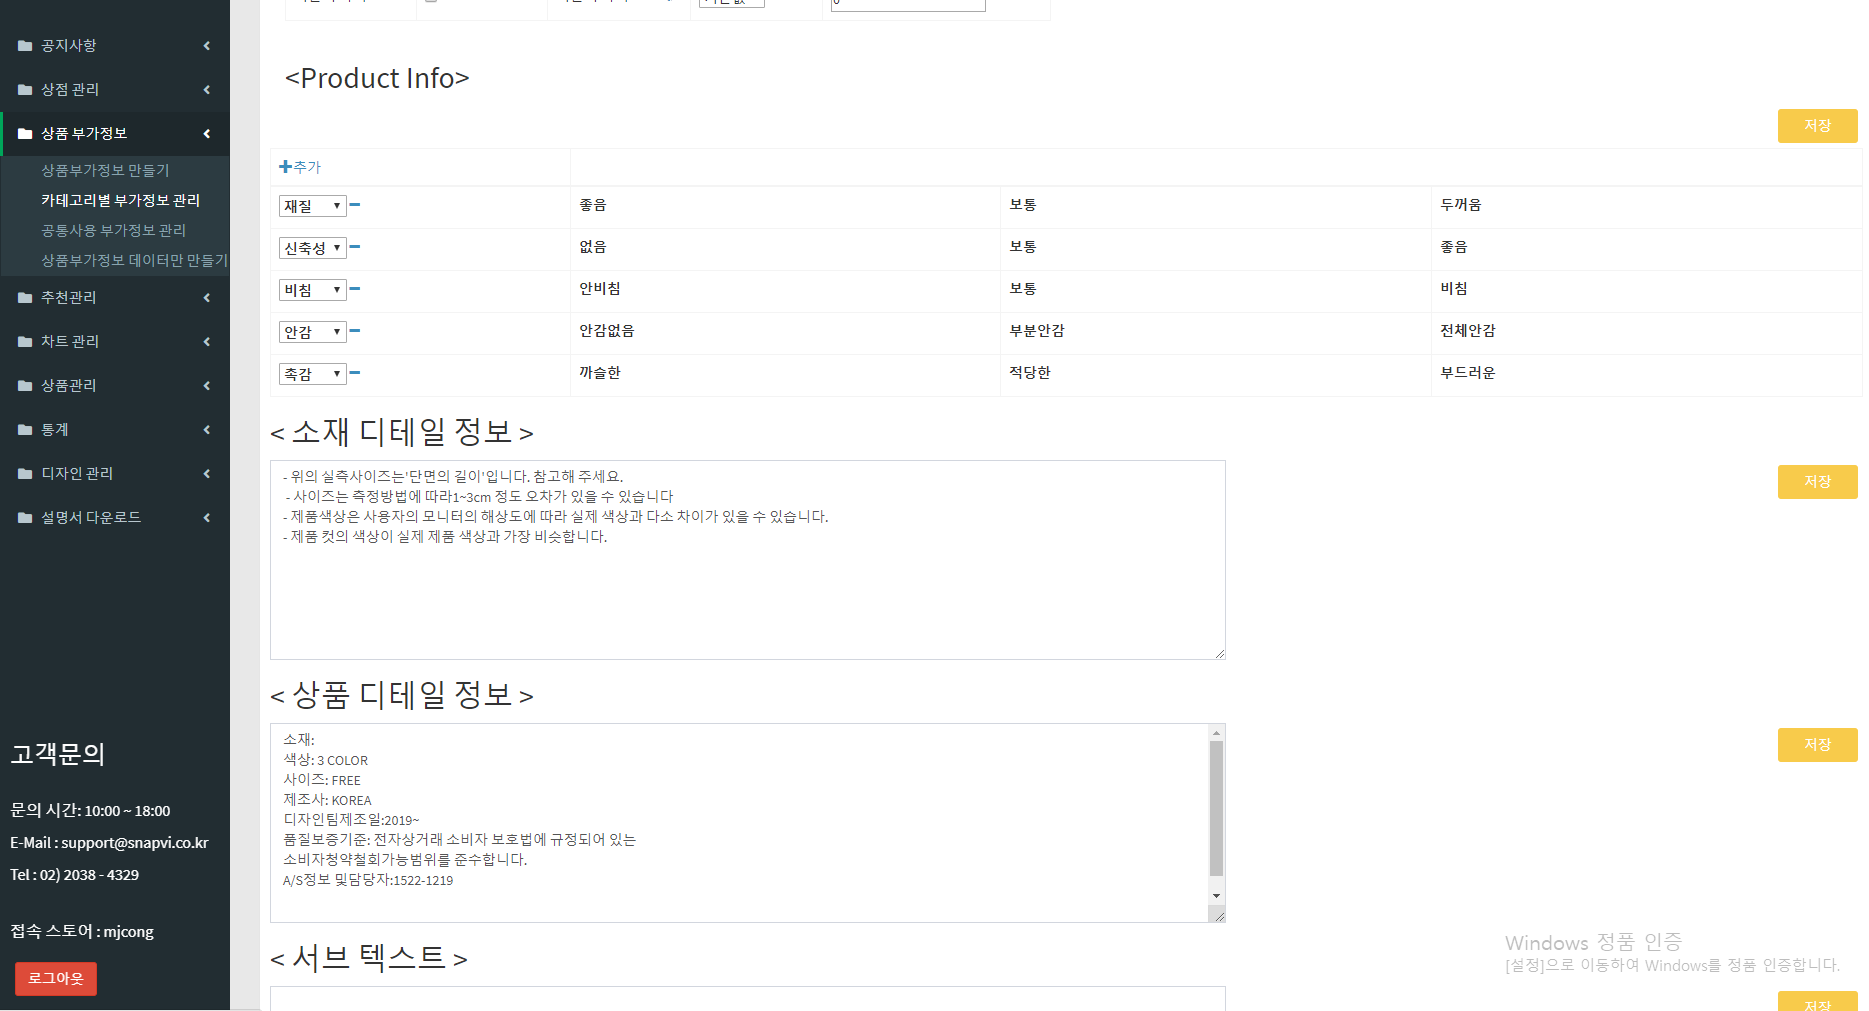 공지사항
상점 관리
상품 부가정보
상품부가정보 만들기
카테고리별 부가정보 관리
공통사용 부가정보 관리
상품부가정보 데이터만 만들기
추천관리
차트 관리
상품관리
통계
디자인 관리
설명서 다운로드
고객문의
문의 시간: 10:00 ~ 18:00
E-Mail : support@snapvi.co.kr
Tel : 02) 2038 - 4329
접속 스토어 : mjcong
로그아웃
<Product Info>
저장
추가
재질 좋음 보통 두꺼움
신축성 없음 보통 좋음
비침 안비침 보통 비침
안감 안감없음 부분안감 전체안감
촉감 까슬한 적당한 부드러운
< 소재 디테일 정보 >
저장
- 위의 실측사이즈는'단면의 길이'입니다. 참고해 주세요.
- 사이즈는 측정방법에 따라1~3cm 정도 오차가 있을 수 있습니다
- 제품색상은 사용자의 모니터의 해상도에 따라 실제 색상과 다소 차이가 있을 수 있습니다.
- 제품 컷의 색상이 실제 제품 색상과 가장 비슷합니다.
< 상품 디테일 정보 >
저장
소재:
색상: 3 COLOR
사이즈: FREE
제조사: KOREA
디자인팀제조일:2019~
품질보증기준: 전자상거래 소비자 보호법에 규정되어 있는
소비자청약철회가능범위를 준수합니다.
A/S정보 및담당자:1522-1219
< 서브 텍스트 >
저장
Windows 정품 인증
[설정]으로 이동하여 Windows를 정품 인증합니다.